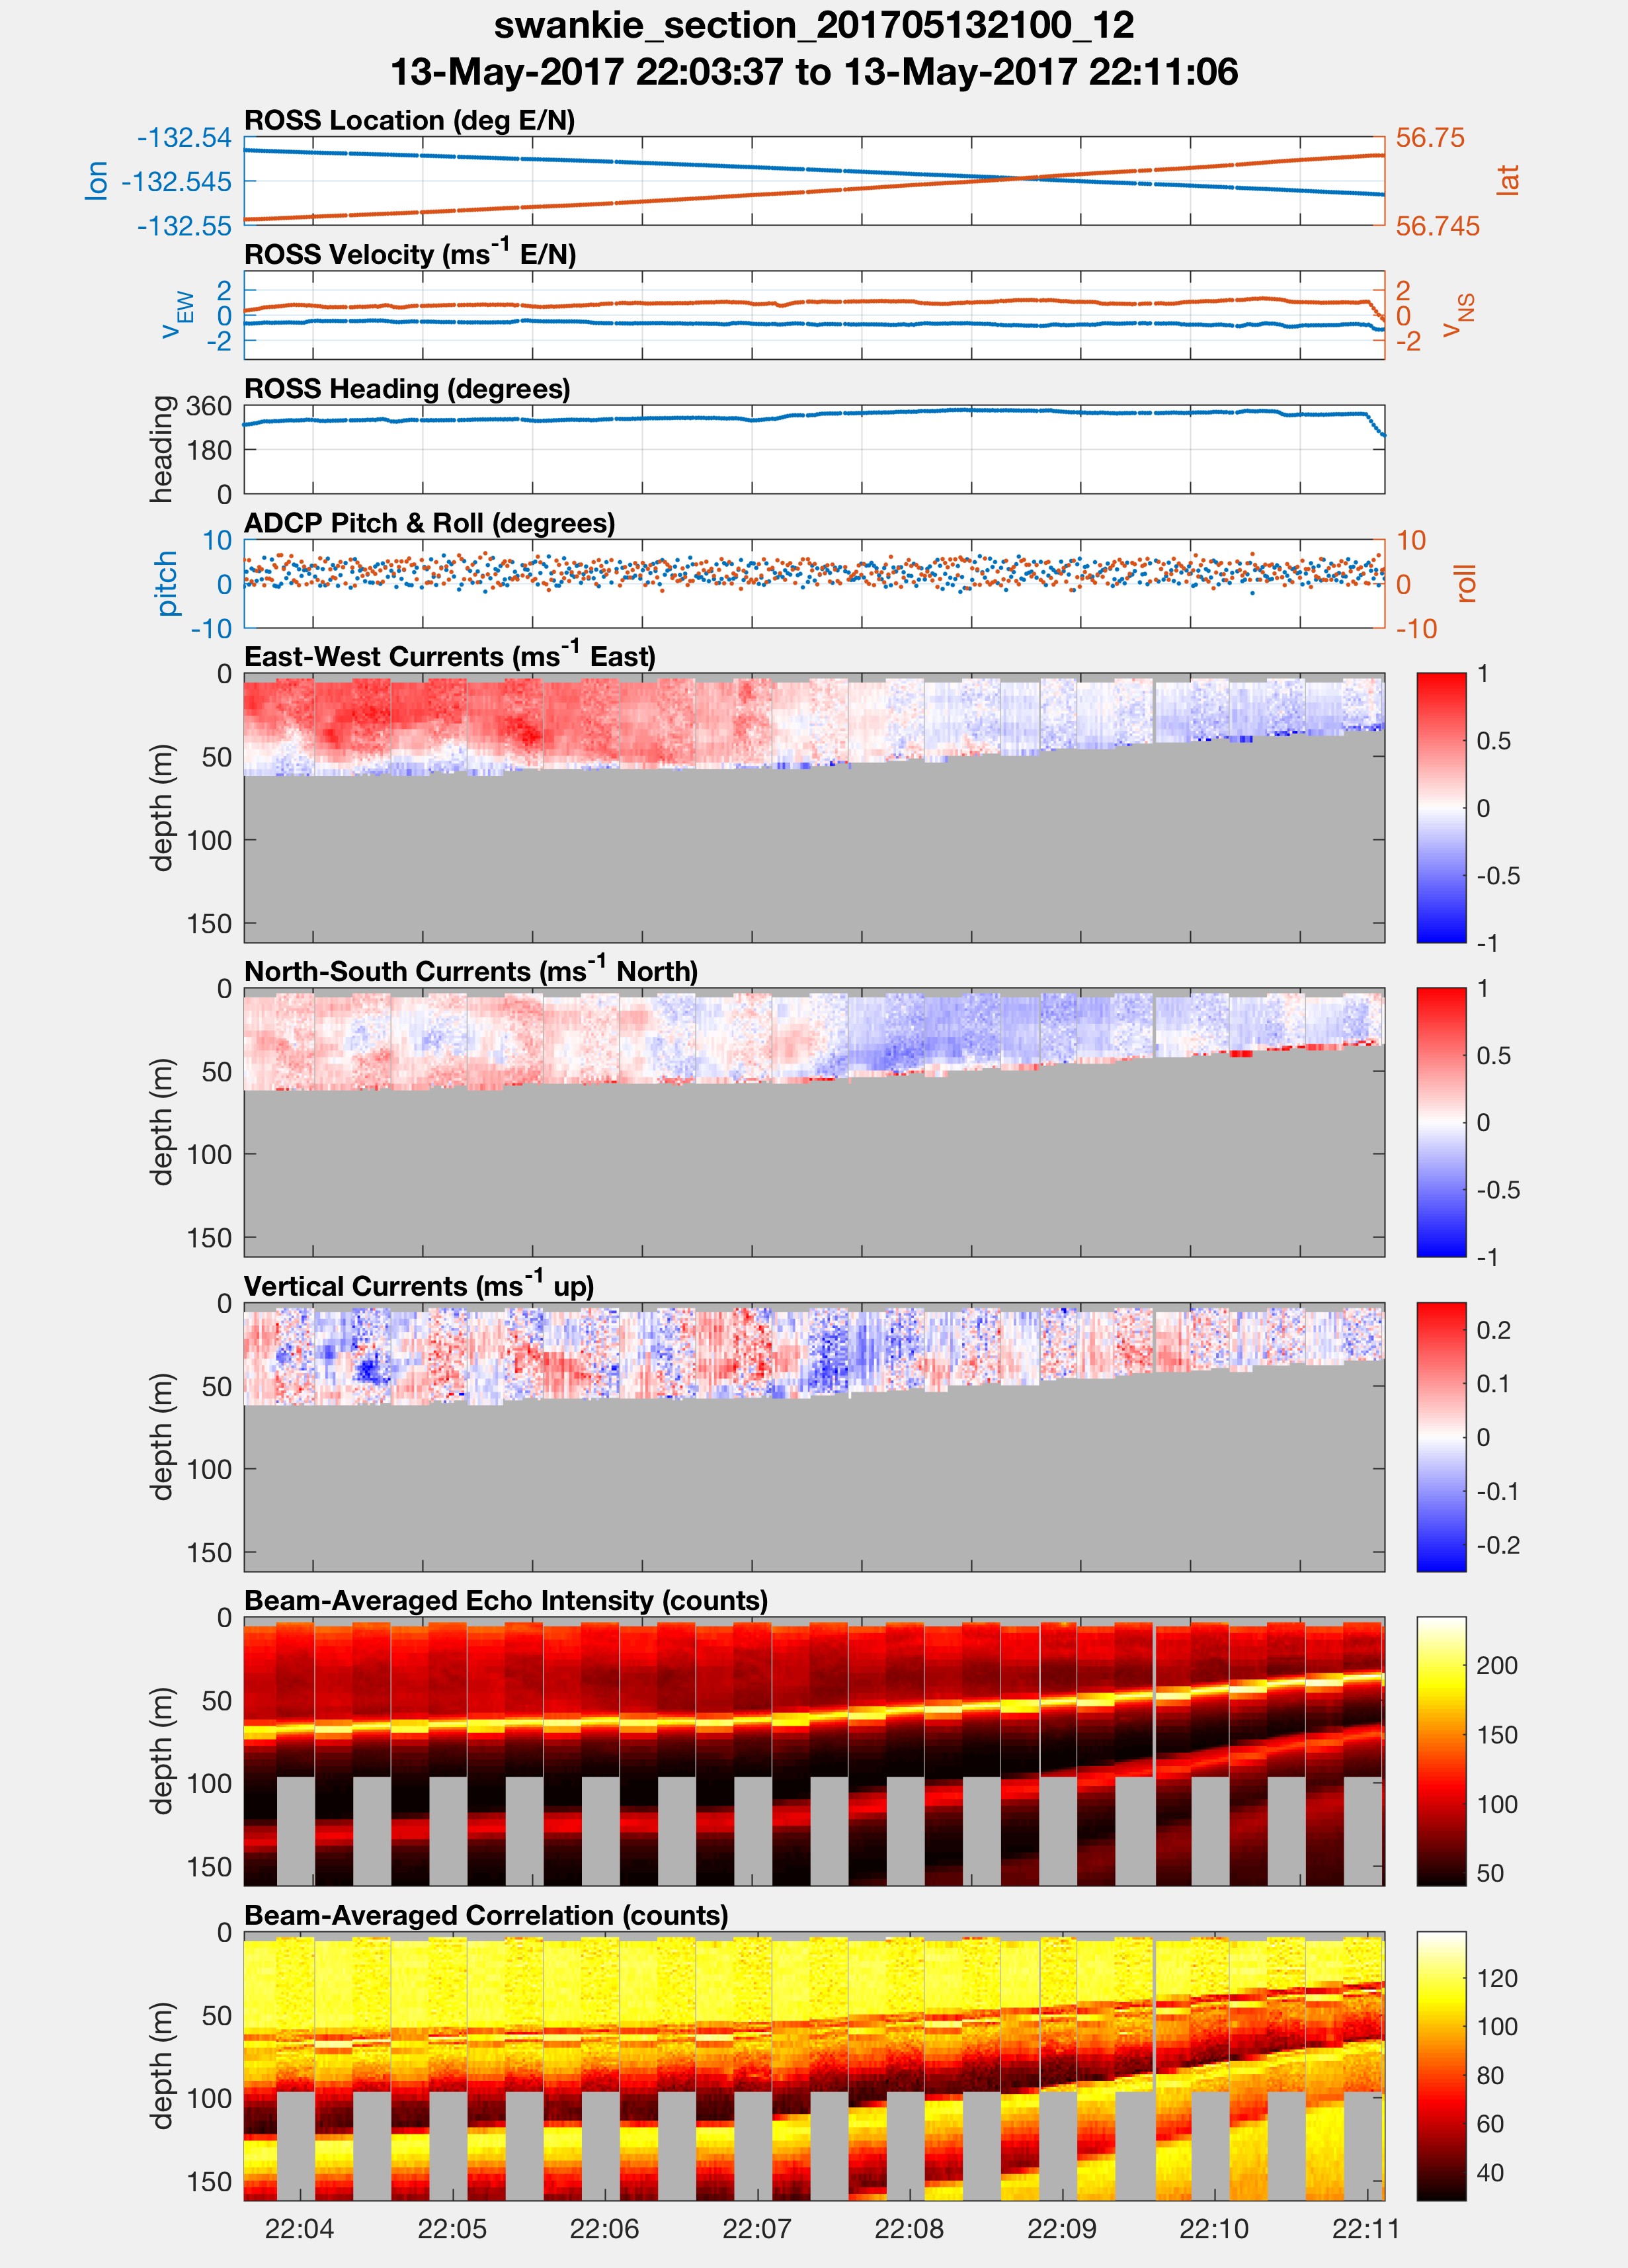 swankie_section_201705132100_12
13-May-2017 22:03:37 to 13-May-2017 22:11:06
ROSS Location (deg E/N)
-132.54
-132.545
-132.55
lon
56.75
56.745
lat
ROSS Velocity (ms-1 E/N)
2
0
-2
vEW
2
0
-2
vNS
ROSS Heading (degrees)
360
180
0
heading
ADCP Pitch & Roll (degrees)
10
0
-10
pitch
10
0
-10
roll
East-West Currents (ms-1 East)
0
50
100
150
depth (m)
1
0.5
0
-0.5
-1
North-South Currents (ms-1 North)
0
50
100
150
depth (m)
1
0.5
0
-0.5
-1
Vertical Currents (ms-1 up)
0
50
100
150
depth (m)
0.2
0.1
0
-0.1
-0.2
Beam-Averaged Echo Intensity (counts)
0
50
100
150
depth (m)
200
150
100
50
Beam-Averaged Correlation (counts)
0
50
100
150
depth (m)
120
100
80
60
40
22:04 22:05 22:06 22:07 22:08 22:09 22:10 22:11